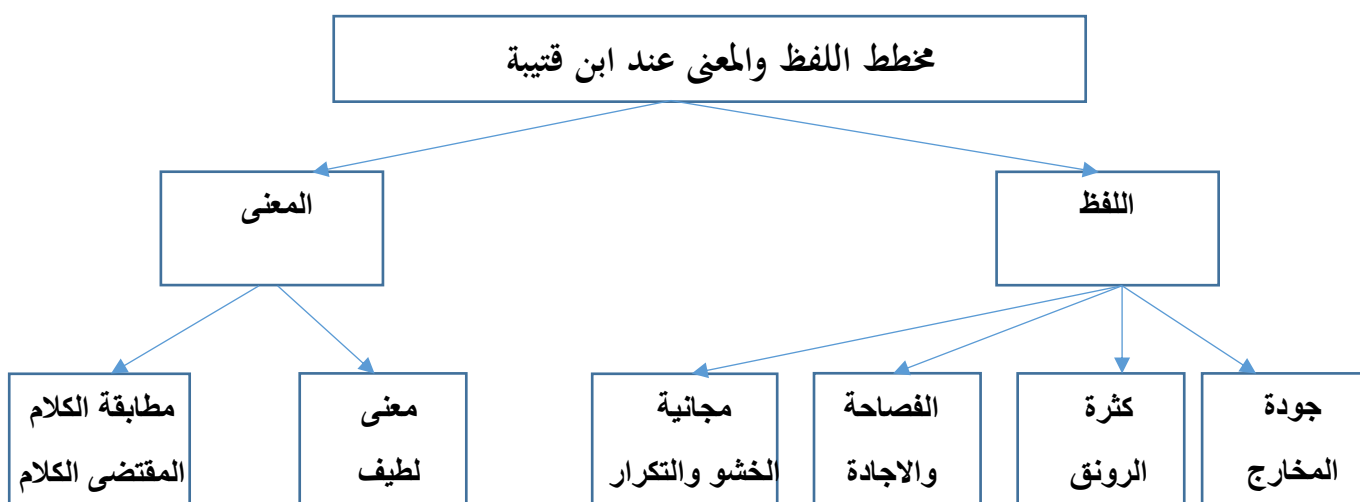 مخطط اللفظ والمعنى عند ابن قتيبة
اللفظ
المعنى
جودة
المخارج
كثرة
الرونق
الفصاحة
والاجادة
مجانية
الخشو والتكرار
معنى
لطيف
مطابقة الكلام
المقتضى الكلام